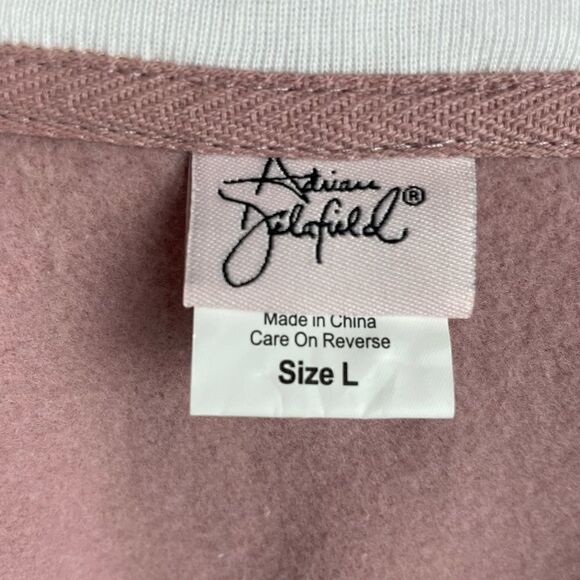 Adrian
Delafield®
Made in China
Care On Reverse
Size L